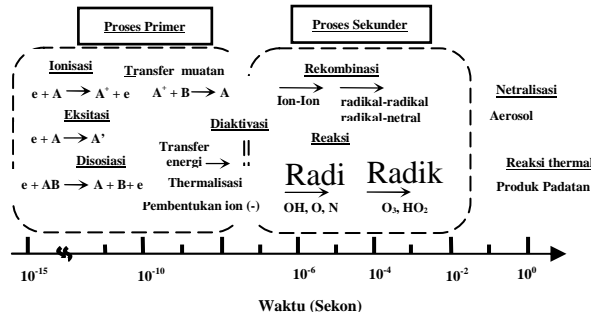 Proses Primer
Proses Sekunder
Ionisasi
e + A → A⁺ + e
Eksitasi
e + A → A’
Disosiasi
e + AB → A + B + e
Transfer muatan
A⁺ + B → A
Diaktivasi
Transfer
energi →
Thermalisasi
Pembentukan ion (-)
Rekombinasi
Ion-Ion
radikal-radikal
radikal-netral
Reaksi
Radi
OH, O, N
Radik
O₃, HO₂
Netralisasi
Aerosol
Reaksi thermal
Produk Padatan
10⁻¹⁵
10⁻¹⁰
10⁻⁶
10⁻⁴
10⁻²
10⁰
Waktu (Sekon)